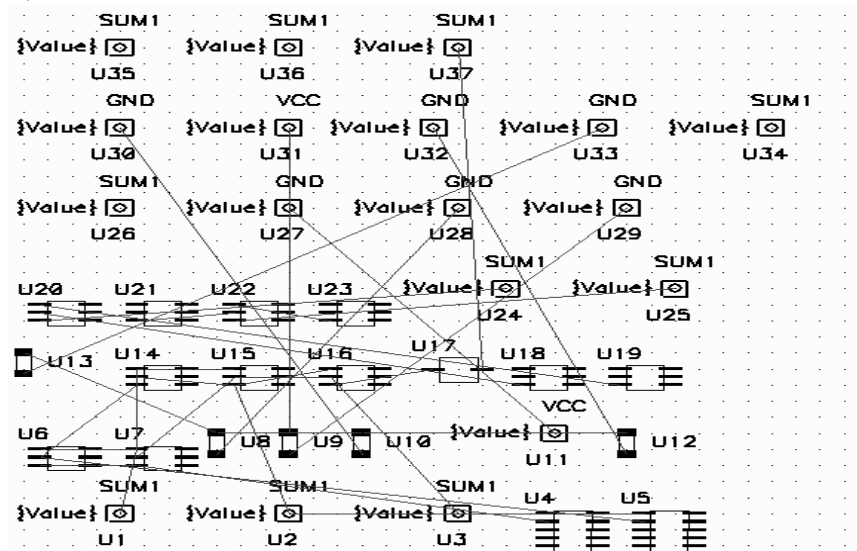 SUM1 SUM1 SUM1
{Value} {Value} {Value}
U35 U36 U37
GND VCC GND GND SUM1
{Value} {Value} {Value} {Value} {Value}
U30 U31 U32 U33 U34
SUM1 GND GND GND
{Value} {Value} {Value} {Value}
U26 U27 U28 U29
SUM1 SUM1
U20 U21 U22 U23 {Value} {Value}
U24 U25
U13 U14 U15 U16 U17 U18 U19
VCC
U6 U7 U8 U9 U10 {Value} U12
U11
SUM1 SUM1 SUM1
U4 U5
{Value} {Value} {Value}
U1 U2 U3